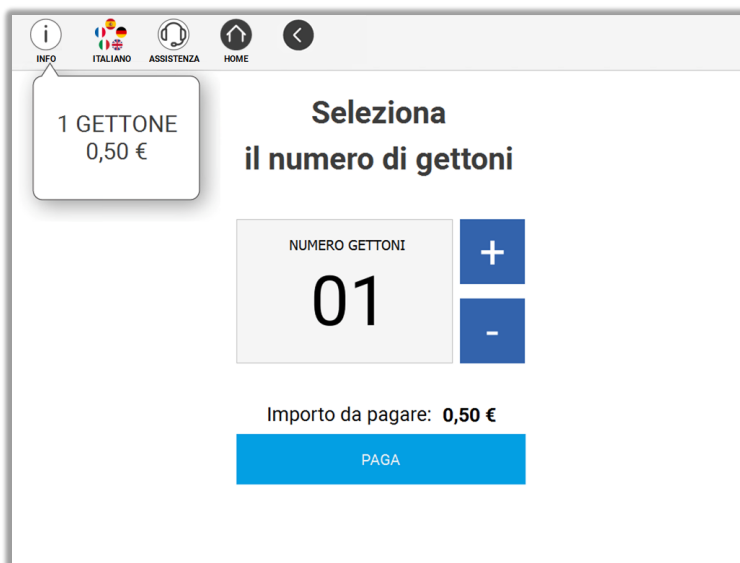 INFO
ITALIANO
ASSISTENZA
HOME
1 GETTONE
0,50 €
Seleziona
il numero di gettoni
NUMERO GETTONI
01
+
-
Importo da pagare: 0,50 €
PAGA